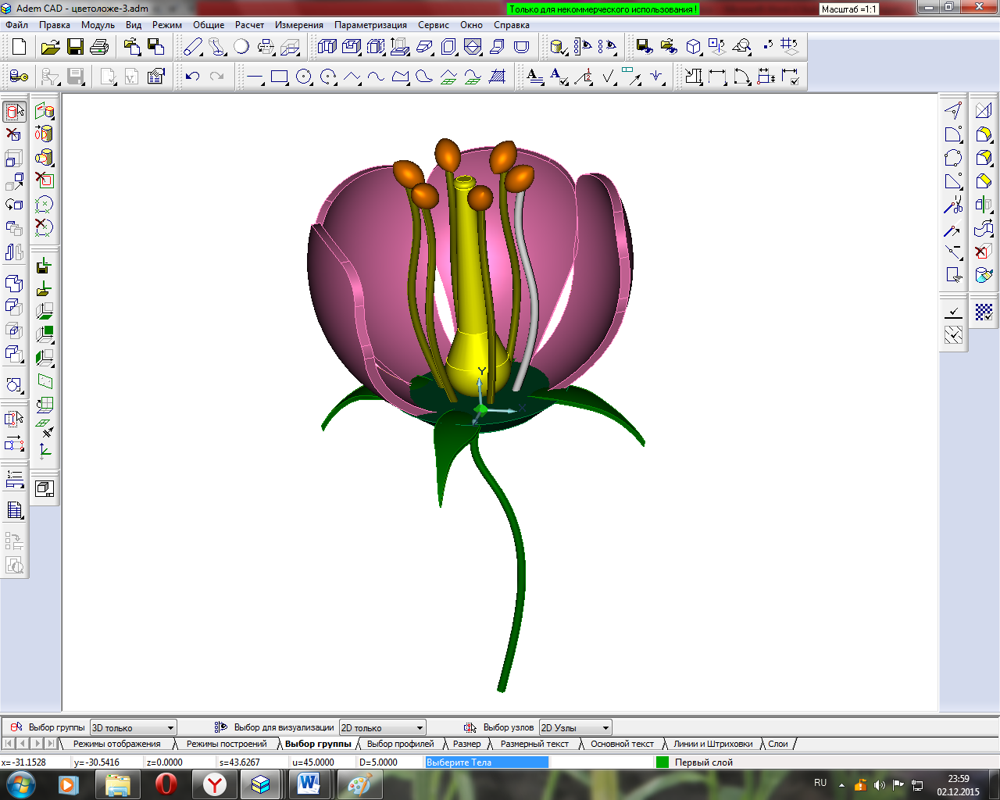 Adem CAD - цветоложе-3.adm
Только для некоммерческого использования !
Масштаб =1:1
Файл Правка Модуль Вид Режим Общие Расчет Измерения Параметризация Сервис Окно Справка
Y
X
Выбор группы 3D только Выбор для визуализации 2D только Выбор узлов 2D Узлы
Режимы отображения Режимы построений Выбор группы Выбор профилей Размер Размерный текст Основной текст Линии и Штриховки Слои
x=-31.1528 y=-30.5416 z=0.0000 s=43.6267 u=45.0000 D=5.0000 Выберите Тела Первый слой
RU
23:59
02.12.2015